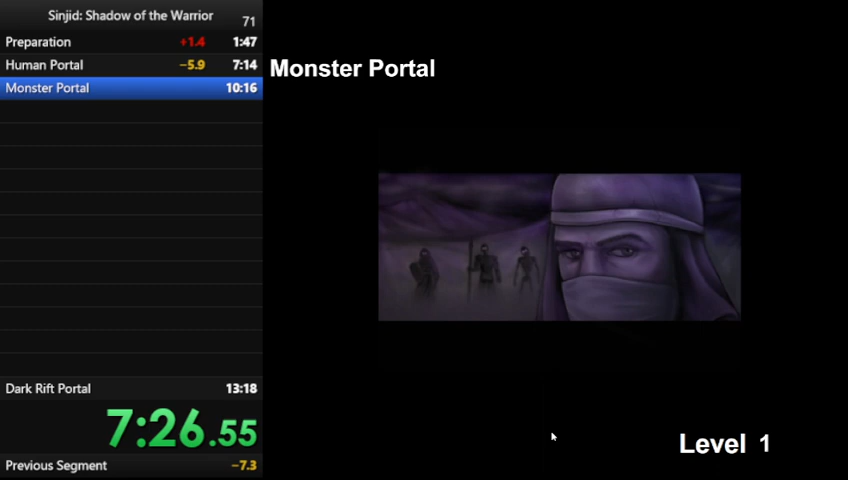 Sinjid: Shadow of the Warrior
71
Preparation +1.4 1:47
Human Portal −5.9 7:14
Monster Portal 10:16
Dark Rift Portal 13:18
7:26.55
Previous Segment −7.3
Monster Portal
Level 1